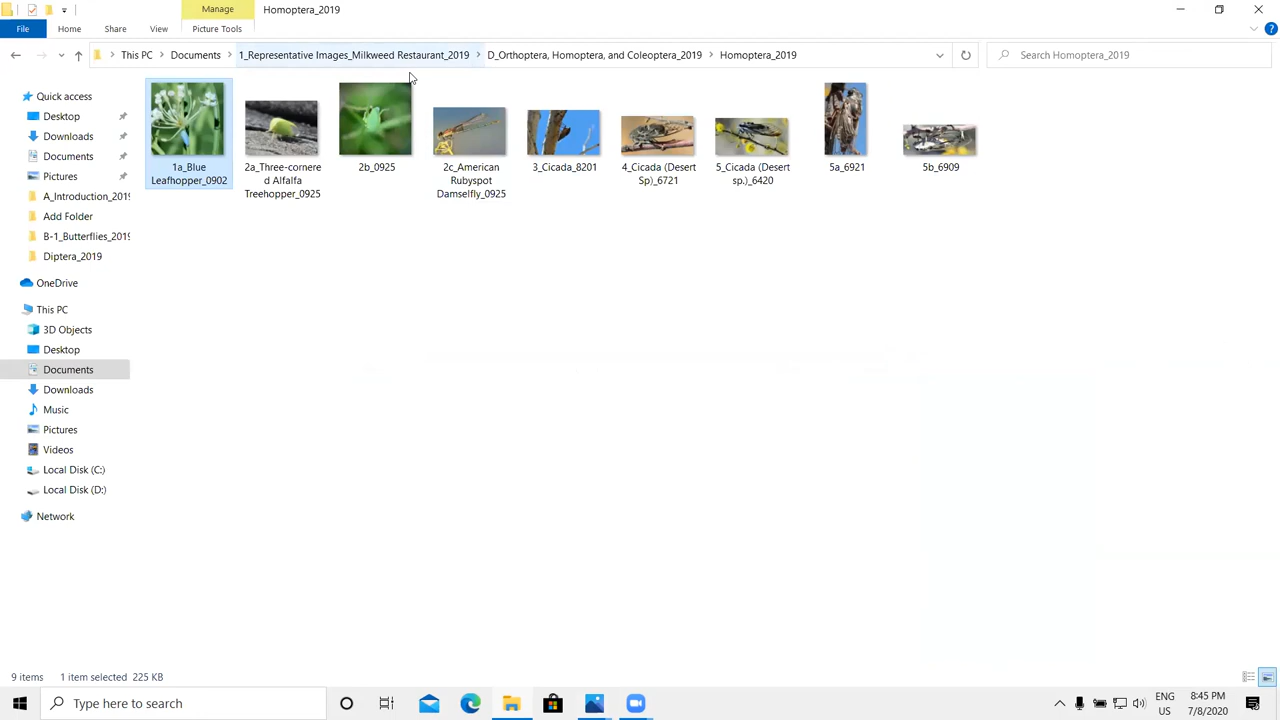 Manage
Homoptera_2019
File
Home
Share
View
Picture Tools
This PC
Documents
1_Representative Images_Milkweed Restaurant_2019
D_Orthoptera, Homoptera, and Coleoptera_2019
Homoptera_2019
Search Homoptera_2019
Quick access
Desktop
Downloads
Documents
Pictures
A_Introduction_2019
Add Folder
B-1_Butterflies_2019
Diptera_2019
OneDrive
This PC
3D Objects
Desktop
Documents
Downloads
Music
Pictures
Videos
Local Disk (C:)
Local Disk (D:)
Network
1a_Blue
Leafhopper_0902
2a_Three-cornere
d Alfalfa
Treehopper_0925
2b_0925
2c_American
Rubyspot
Damselfly_0925
3_Cicada_8201
4_Cicada (Desert
Sp)_6721
5_Cicada (Desert
sp.)_6420
5a_6921
5b_6909
9 items
1 item selected 225 KB
Type here to search
ENG
US
8:45 PM
7/8/2020